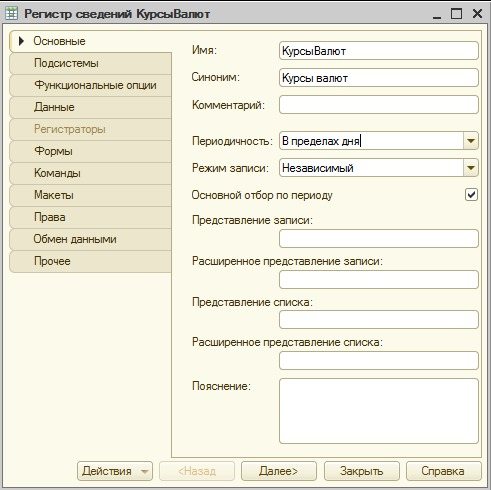 Регистр сведений КурсыВалют
Основные
Подсистемы
Функциональные опции
Данные
Регистраторы
Формы
Команды
Макеты
Права
Обмен данными
Прочее
Имя: КурсыВалют
Синоним: Курсы валют
Комментарий:
Периодичность: В пределах дня
Режим записи: Независимый
Основной отбор по периоду
Представление записи:
Расширенное представление записи:
Представление списка:
Расширенное представление списка:
Пояснение:
Действия <Назад Далее> Закрыть Справка